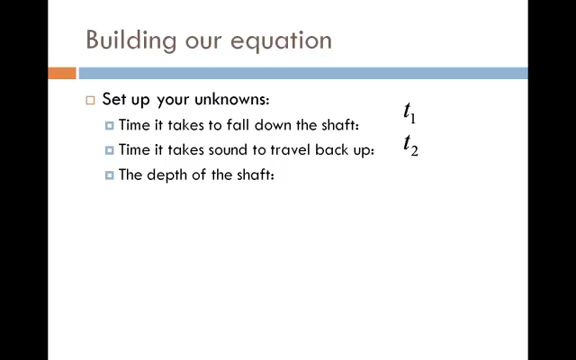 Building our equation
Set up your unknowns:
Time it takes to fall down the shaft: t₁
Time it takes sound to travel back up: t₂
The depth of the shaft: